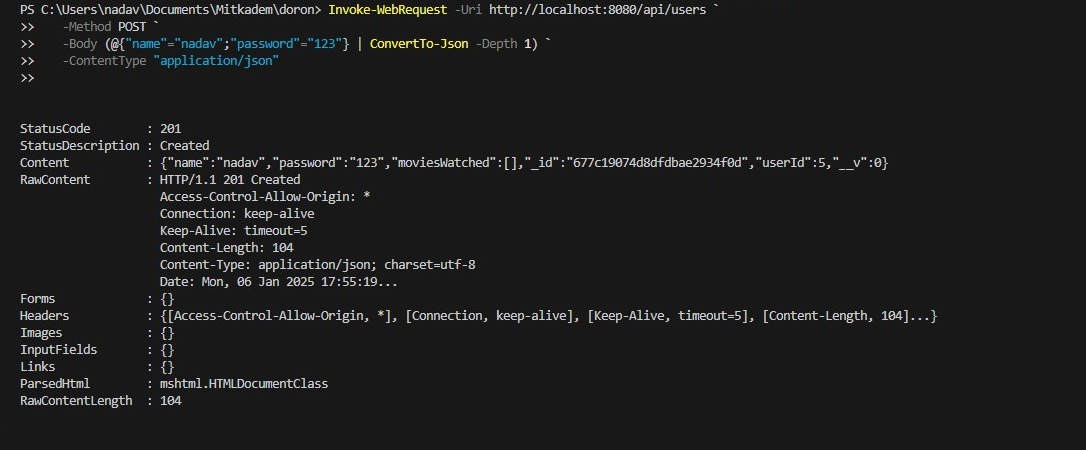 PS C:\Users\nadav\Documents\Mitkadem\doron> Invoke-WebRequest -Uri http://localhost:8080/api/users `
>>     -Method POST `
>>     -Body (@{"name"="nadav";"password"="123"} | ConvertTo-Json -Depth 1) `
>>     -ContentType "application/json"
>>
StatusCode        : 201
StatusDescription : Created
Content           : {"name":"nadav","password":"123","moviesWatched":[],"_id":"677c19074d8dfdbae2934f0d","userId":5,"__v":0}
RawContent        : HTTP/1.1 201 Created
                    Access-Control-Allow-Origin: *
                    Connection: keep-alive
                    Keep-Alive: timeout=5
                    Content-Length: 104
                    Content-Type: application/json; charset=utf-8
                    Date: Mon, 06 Jan 2025 17:55:19...
Forms             : {}
Headers           : {[Access-Control-Allow-Origin, *], [Connection, keep-alive], [Keep-Alive, timeout=5], [Content-Length, 104]...}
Images            : {}
InputFields       : {}
Links             : {}
ParsedHtml        : mshtml.HTMLDocumentClass
RawContentLength  : 104